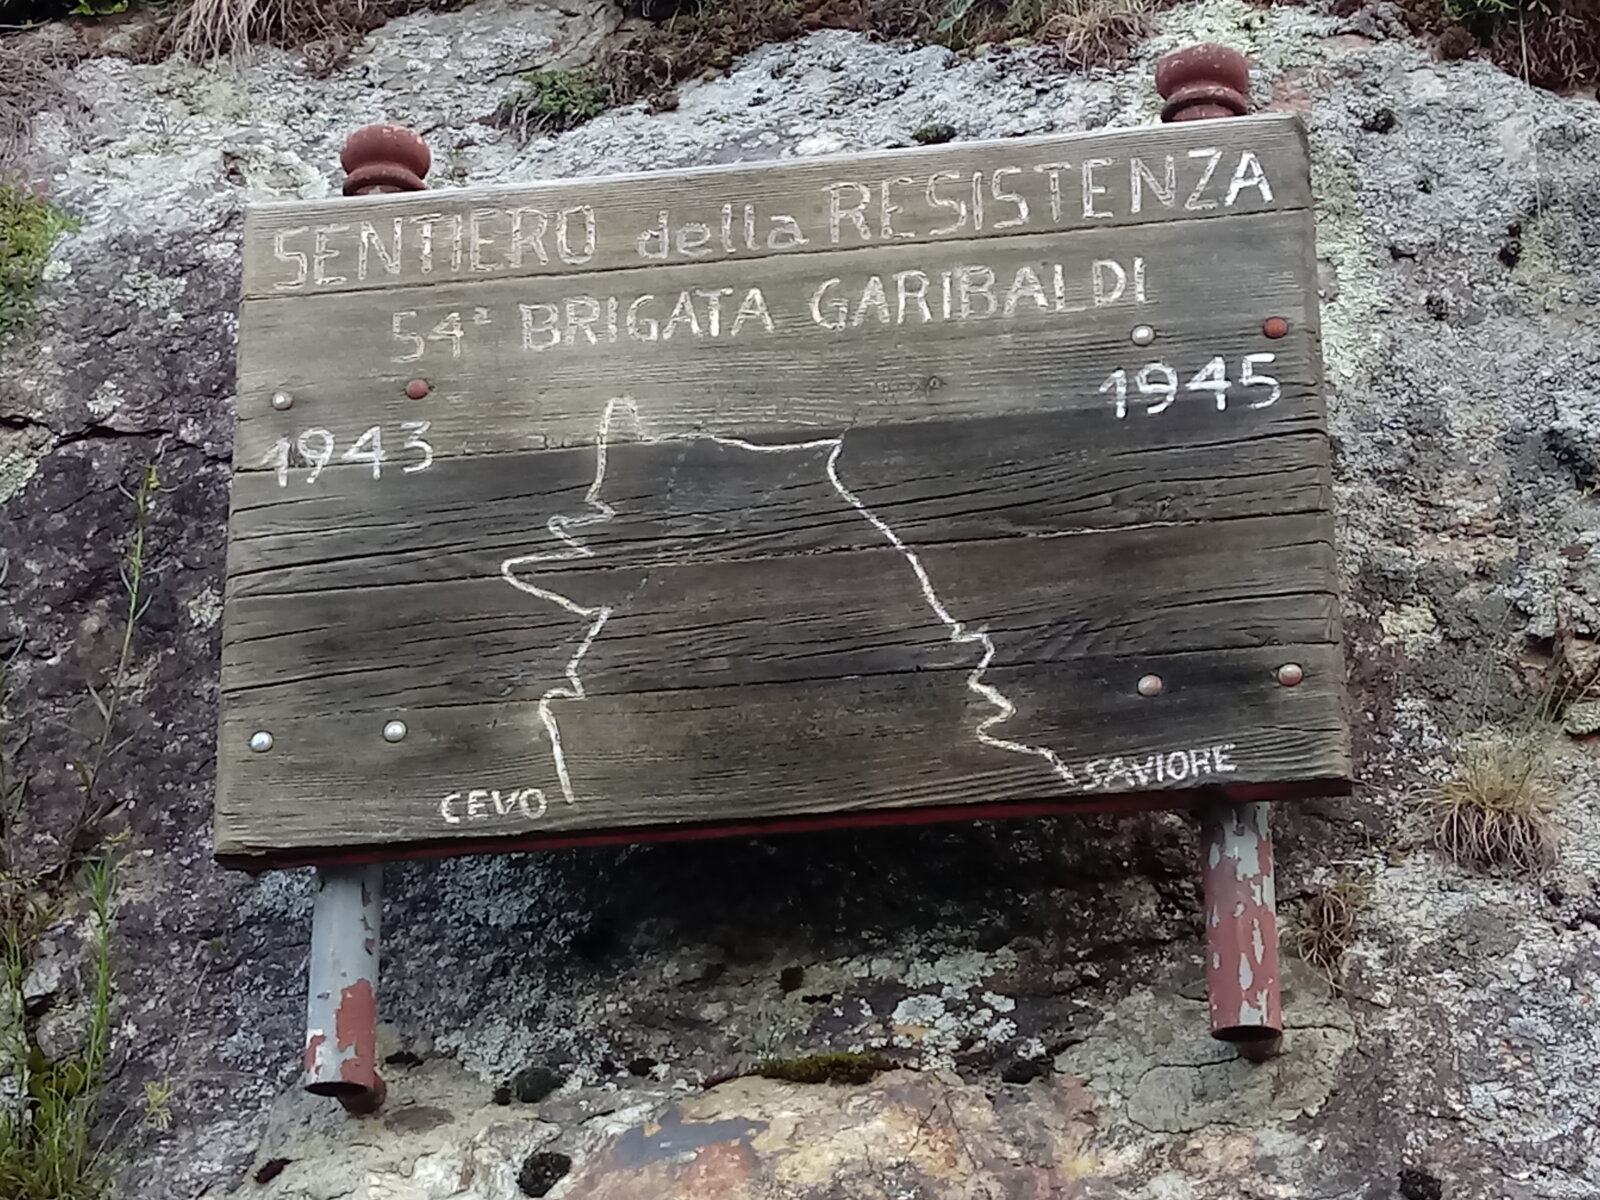 SENTIERO della RESISTENZA
54ª BRIGATA GARIBALDI
1943
1945
CEVO
SAVIORE